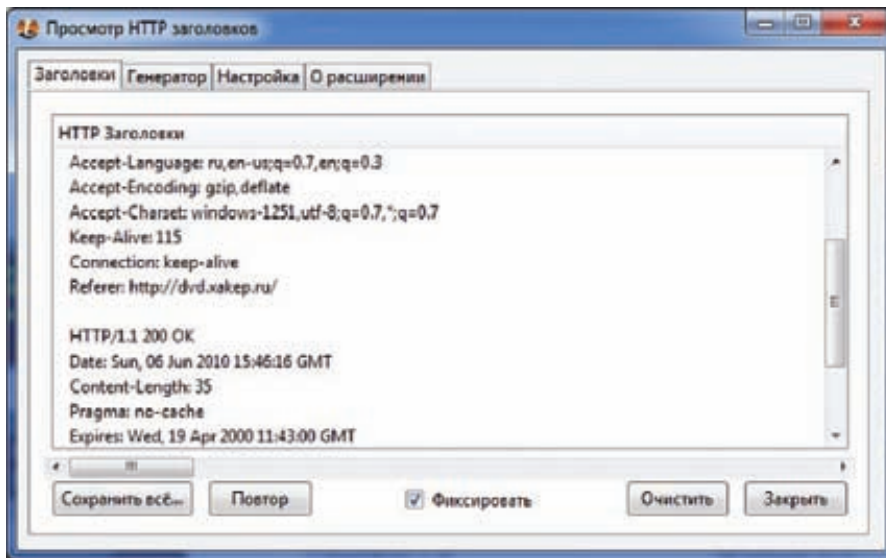 Просмотр HTTP заголовков
Заголовки Генератор Настройка О расширении
HTTP Заголовки
Accept-Language: ru,en-us;q=0.7,en;q=0.3
Accept-Encoding: gzip,deflate
Accept-Charset: windows-1251,utf-8;q=0.7,*;q=0.7
Keep-Alive: 115
Connection: keep-alive
Referer: http://dvd.xakep.ru/
HTTP/1.1 200 OK
Date: Sun, 06 Jun 2010 15:46:16 GMT
Content-Length: 35
Pragma: no-cache
Expires: Wed, 19 Apr 2000 11:43:00 GMT
Сохранить всё... Повтор Фиксировать Очистить Закрыть